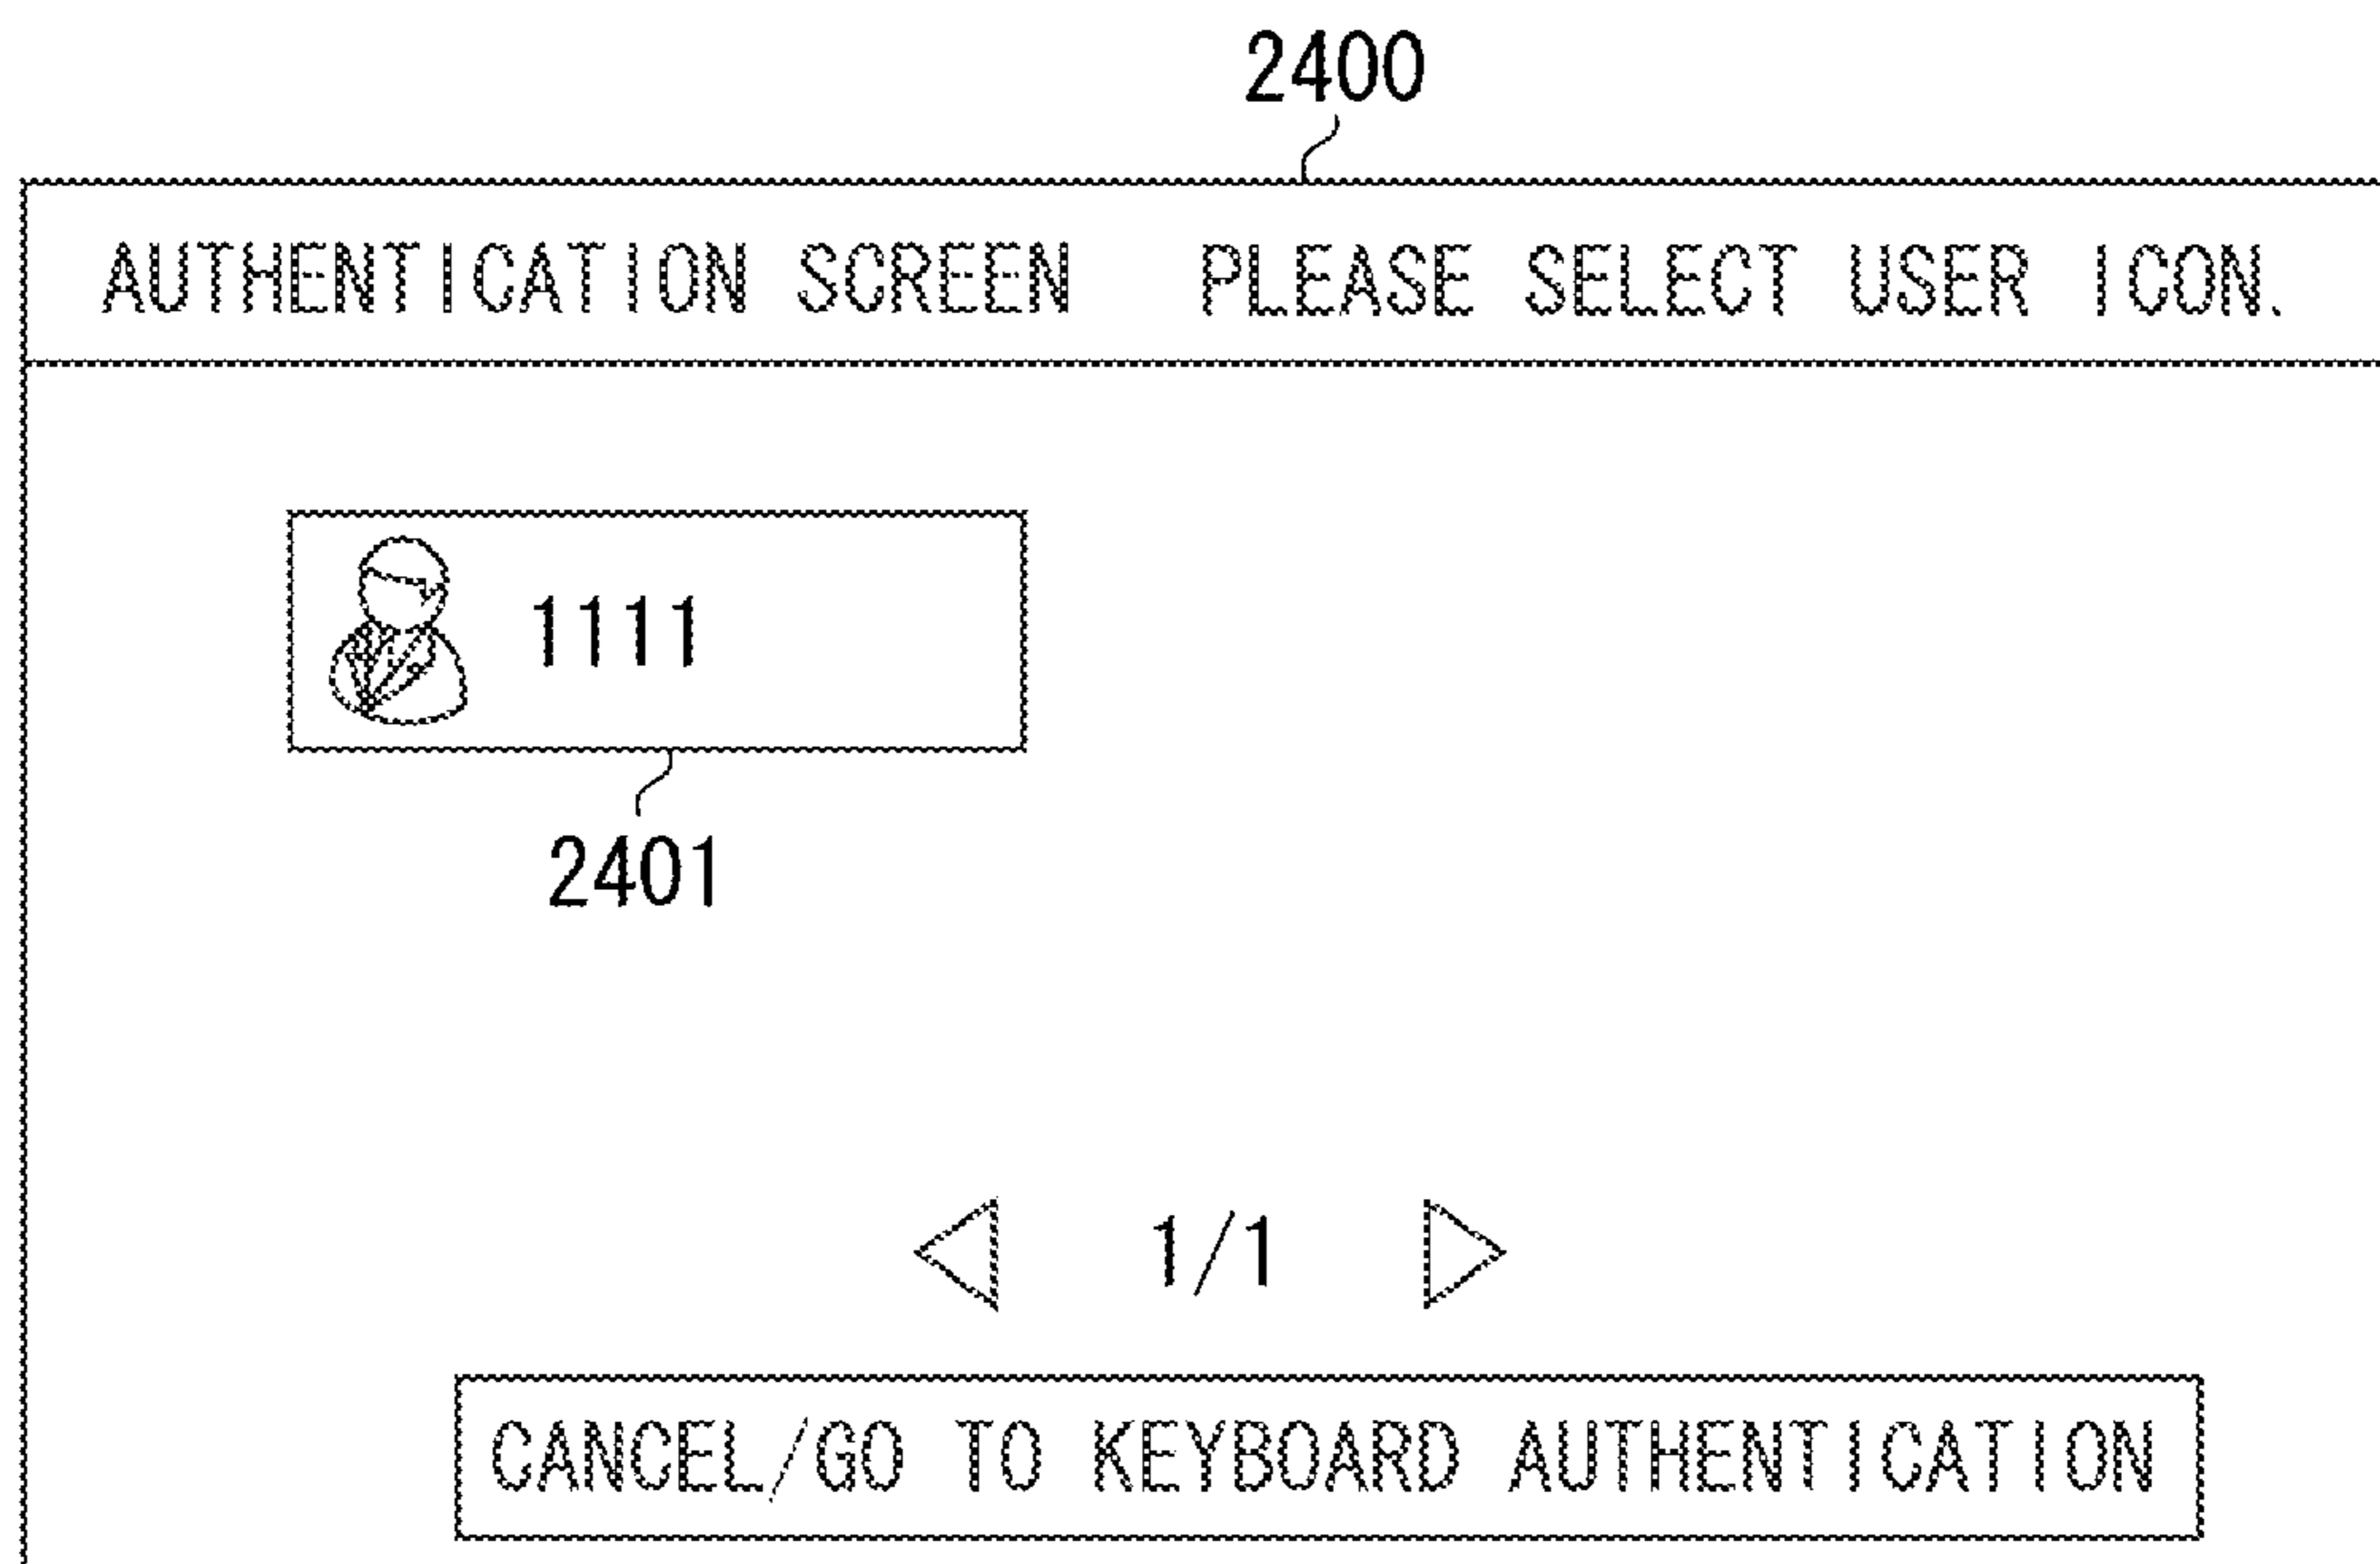 2400
AUTHENTICATION SCREEN PLEASE SELECT USER ICON.
1111
2401
1/1
CANCEL/GO TO KEYBOARD AUTHENTICATION